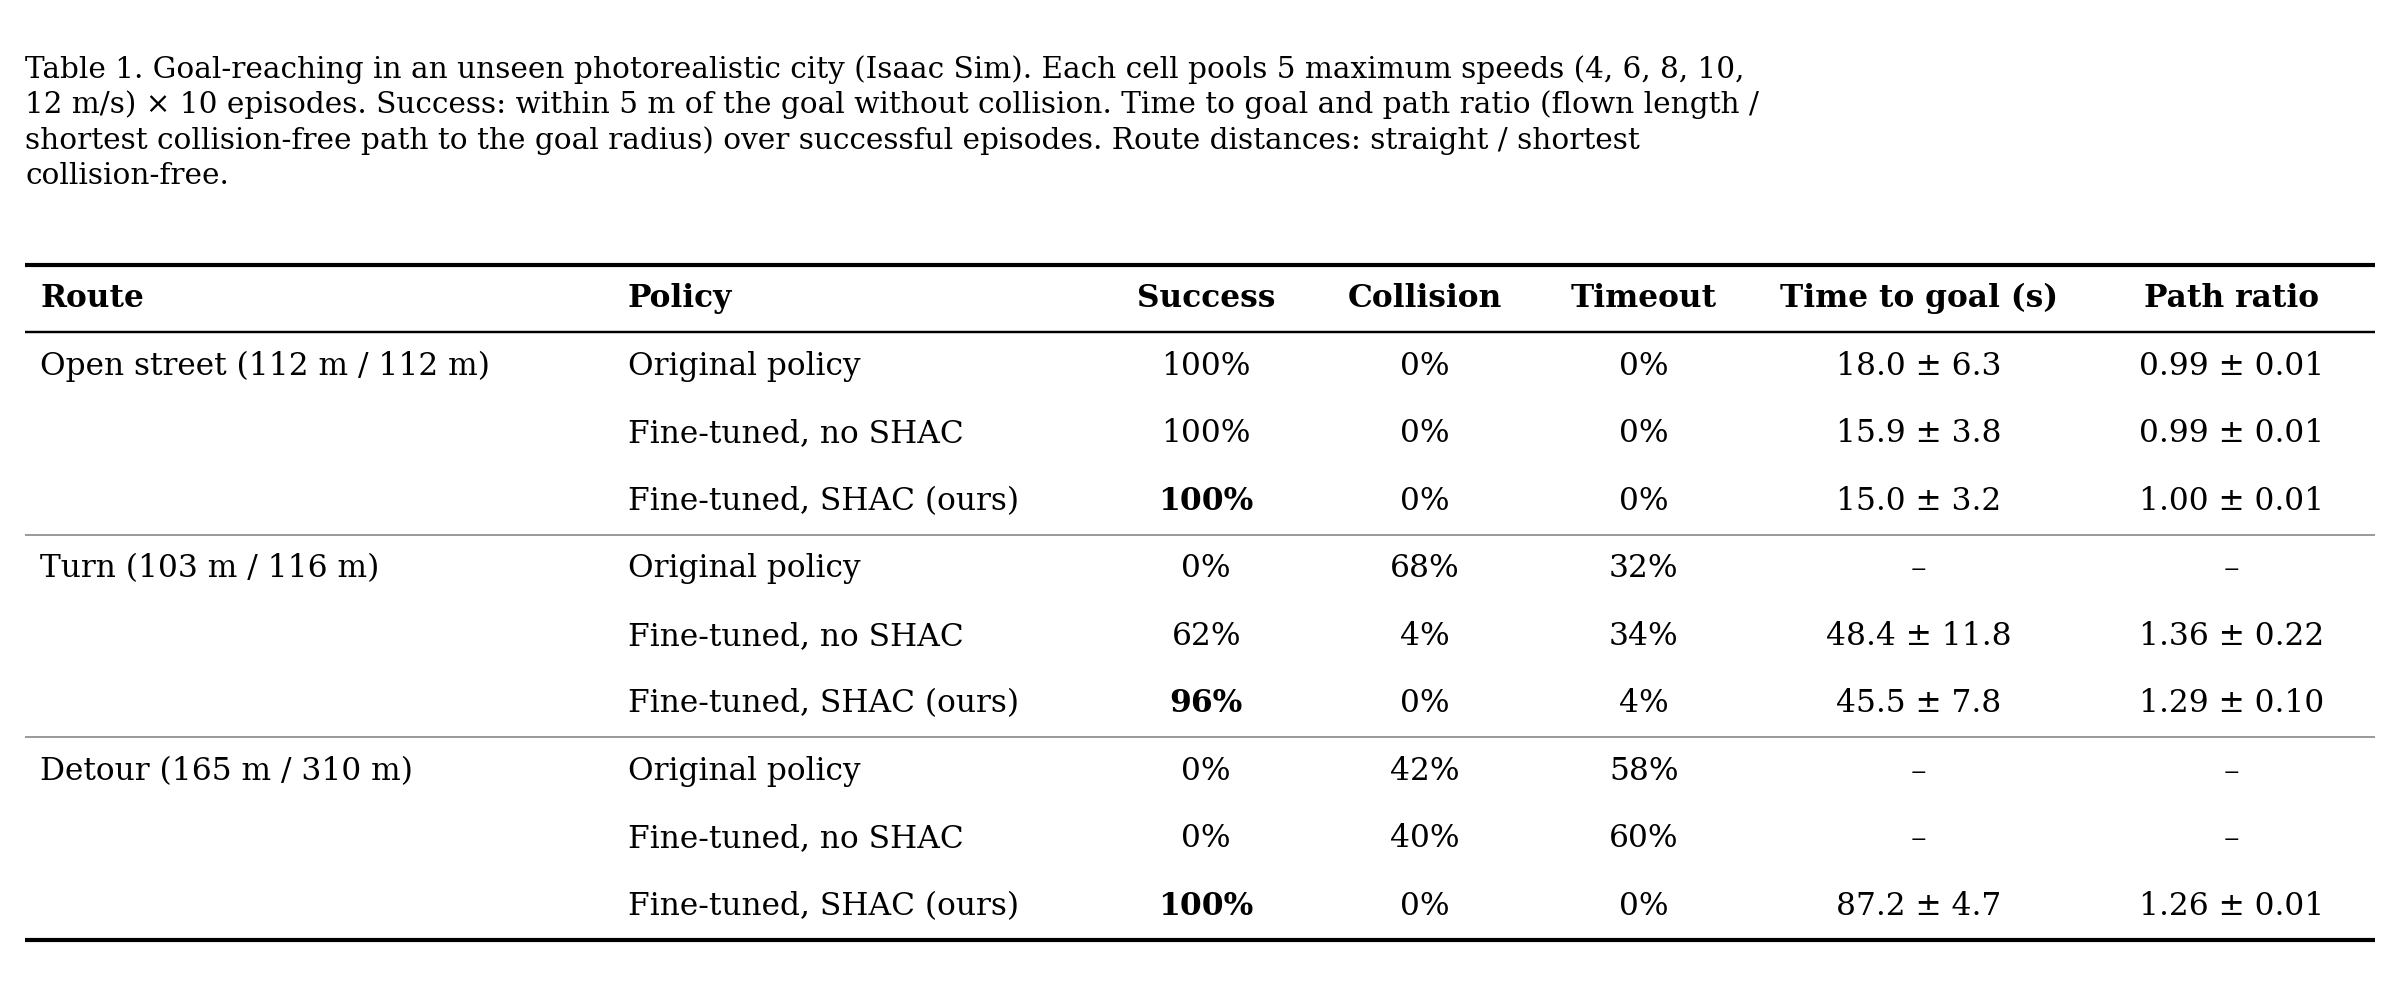 Table 1. Goal-reaching in an unseen photorealistic city (Isaac Sim). Each cell pools 5 maximum speeds (4, 6, 8, 10,
12 m/s) × 10 episodes. Success: within 5 m of the goal without collision. Time to goal and path ratio (flown length /
shortest collision-free path to the goal radius) over successful episodes. Route distances: straight / shortest
collision-free.
Route Policy Success Collision Timeout Time to goal (s) Path ratio
Open street (112 m / 112 m) Original policy 100% 0% 0% 18.0 ± 6.3 0.99 ± 0.01
Fine-tuned, no SHAC 100% 0% 0% 15.9 ± 3.8 0.99 ± 0.01
Fine-tuned, SHAC (ours) 100% 0% 0% 15.0 ± 3.2 1.00 ± 0.01
Turn (103 m / 116 m) Original policy 0% 68% 32% – –
Fine-tuned, no SHAC 62% 4% 34% 48.4 ± 11.8 1.36 ± 0.22
Fine-tuned, SHAC (ours) 96% 0% 4% 45.5 ± 7.8 1.29 ± 0.10
Detour (165 m / 310 m) Original policy 0% 42% 58% – –
Fine-tuned, no SHAC 0% 40% 60% – –
Fine-tuned, SHAC (ours) 100% 0% 0% 87.2 ± 4.7 1.26 ± 0.01